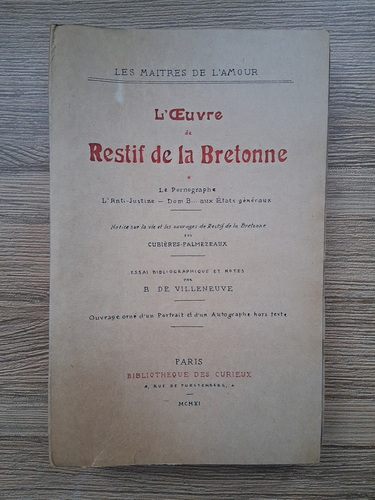 LES MAITRES DE L'AMOUR
L'Œuvre
de
Restif de la Bretonne
*
Le Pornographe
L'Anti-Justine — Dom B... aux Etats généraux
Notice sur la vie et les ouvrages de Restif de la Bretonne
PAR
CUBIÈRES-PALMEZEAUX
ESSAI BIBLIOGRAPHIQUE ET NOTES
PAR
B. DE VILLENEUVE
Ouvrage orné d'un Portrait et d'un Autographe hors texte
PARIS
BIBLIOTHÈQUE DES CURIEUX
4, RUE DE FURSTENBERG, 4
MCMXI